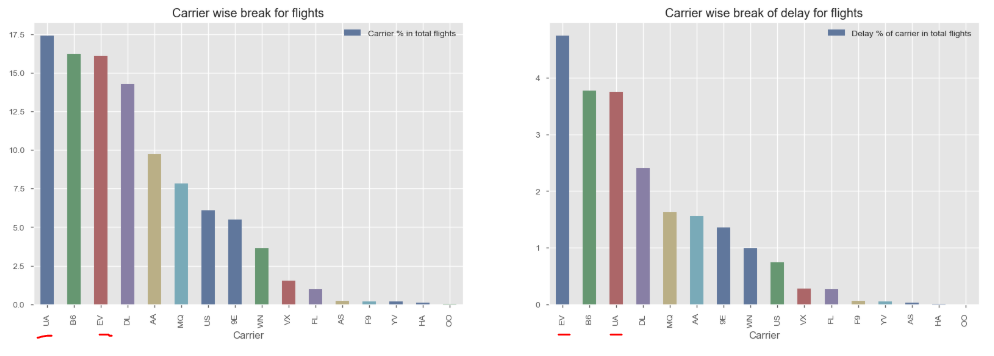 Carrier wise break for flights
Carrier % in total flights
17.5
15.0
12.5
10.0
7.5
5.0
2.5
0.0
UA B6 EV DL AA MQ US 9E WN VX FL AS F9 YV HA OO
Carrier
Carrier wise break of delay for flights
Delay % of carrier in total flights
4
3
2
1
0
EV B6 UA DL MQ AA 9E WN US VX FL F9 YV AS HA OO
Carrier